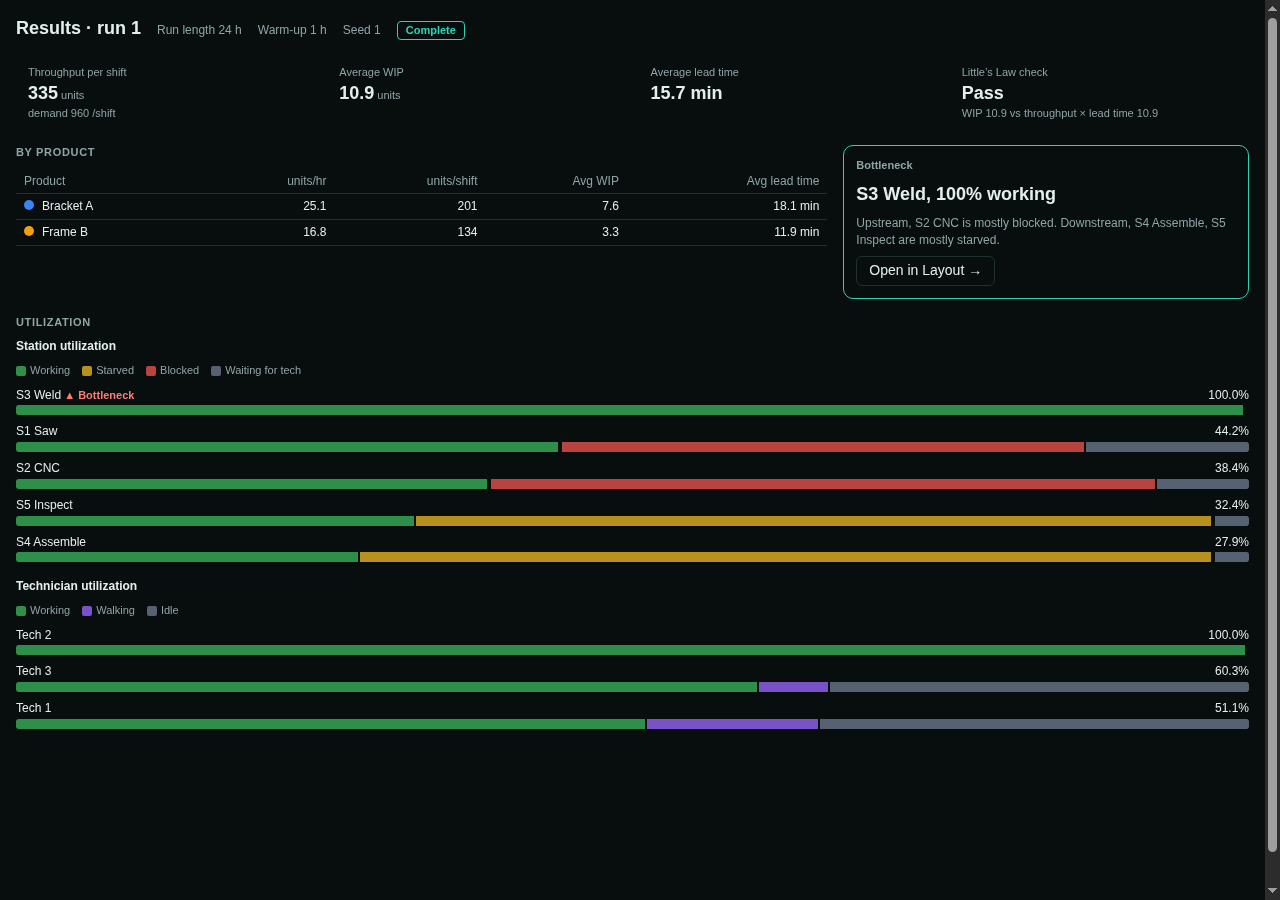 Results · run 1 Run length 24 h Warm-up 1 h Seed 1 Complete
Throughput per shift Average WIP Average lead time Little's Law check
335 units 10.9 units 15.7 min Pass
demand 960 /shift WIP 10.9 vs throughput × lead time 10.9
BY PRODUCT
Product units/hr units/shift Avg WIP Avg lead time
Bracket A 25.1 201 7.6 18.1 min
Frame B 16.8 134 3.3 11.9 min
Bottleneck
S3 Weld, 100% working
Upstream, S2 CNC is mostly blocked. Downstream, S4 Assemble, S5
Inspect are mostly starved.
Open in Layout →
UTILIZATION
Station utilization
Working Starved Blocked Waiting for tech
S3 Weld ▲ Bottleneck 100.0%
S1 Saw 44.2%
S2 CNC 38.4%
S5 Inspect 32.4%
S4 Assemble 27.9%
Technician utilization
Working Walking Idle
Tech 2 100.0%
Tech 3 60.3%
Tech 1 51.1%